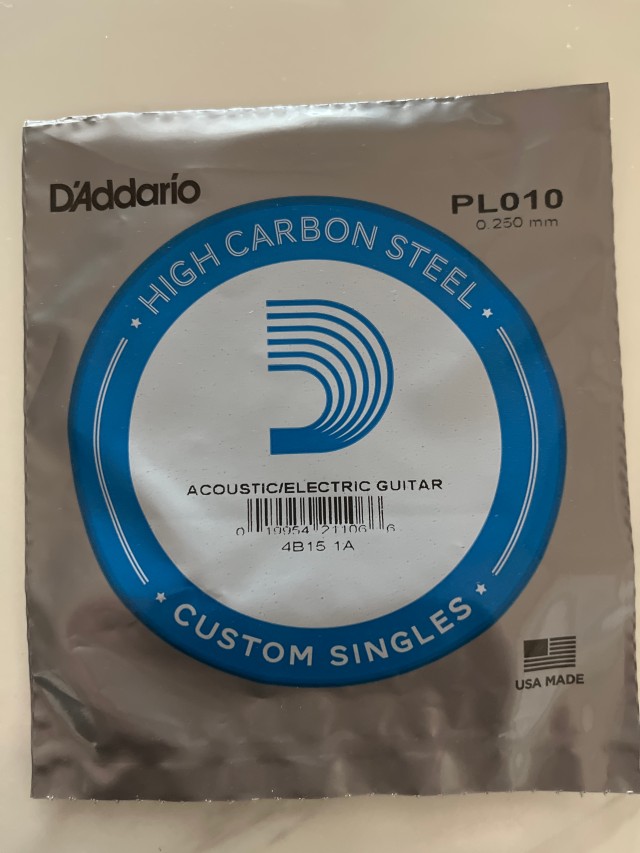 D'Addario
PL010
0.250 mm
HIGH CARBON STEEL
ACOUSTIC/ELECTRIC GUITAR
0 19954 21106 6
4B15 1A
CUSTOM SINGLES
USA MADE